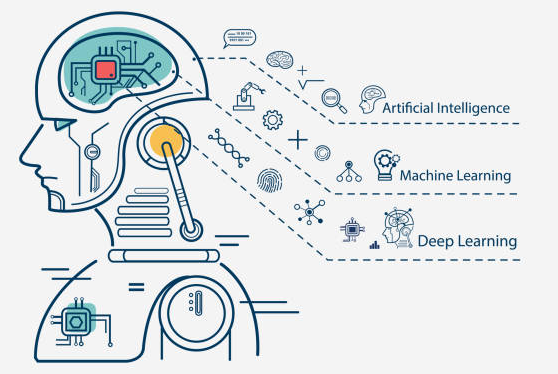 Artificial Intelligence
Machine Learning
Deep Learning